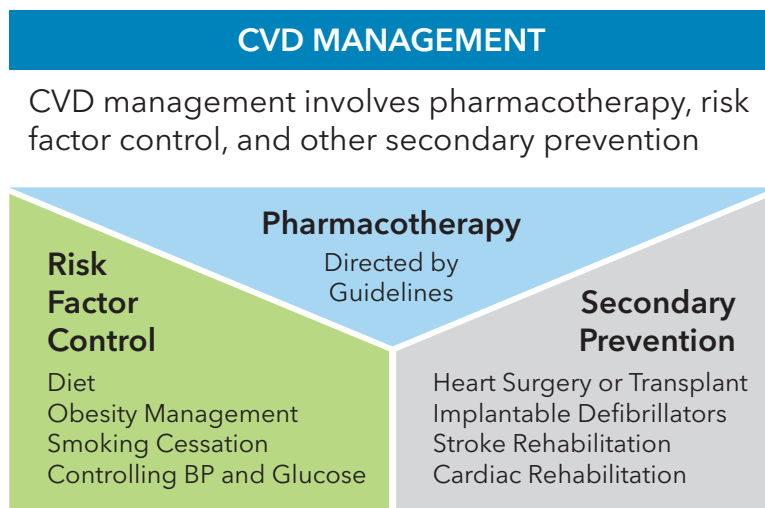 CVD MANAGEMENT
CVD management involves pharmacotherapy, risk
factor control, and other secondary prevention
Pharmacotherapy
Directed by
Guidelines
Risk
Factor
Control
Diet
Obesity Management
Smoking Cessation
Controlling BP and Glucose
Secondary
Prevention
Heart Surgery or Transplant
Implantable Defibrillators
Stroke Rehabilitation
Cardiac Rehabilitation